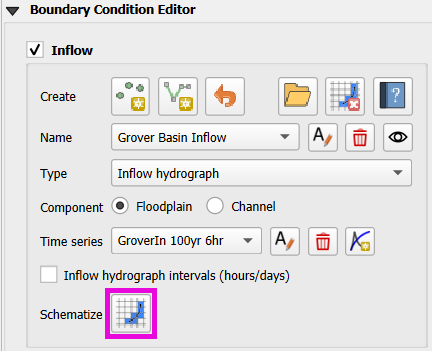 Boundary Condition Editor
Inflow
Create ?
Name Grover Basin Inflow A
Type Inflow hydrograph
Component Floodplain Channel
Time series GroverIn 100yr 6hr A
Inflow hydrograph intervals (hours/days)
Schematize